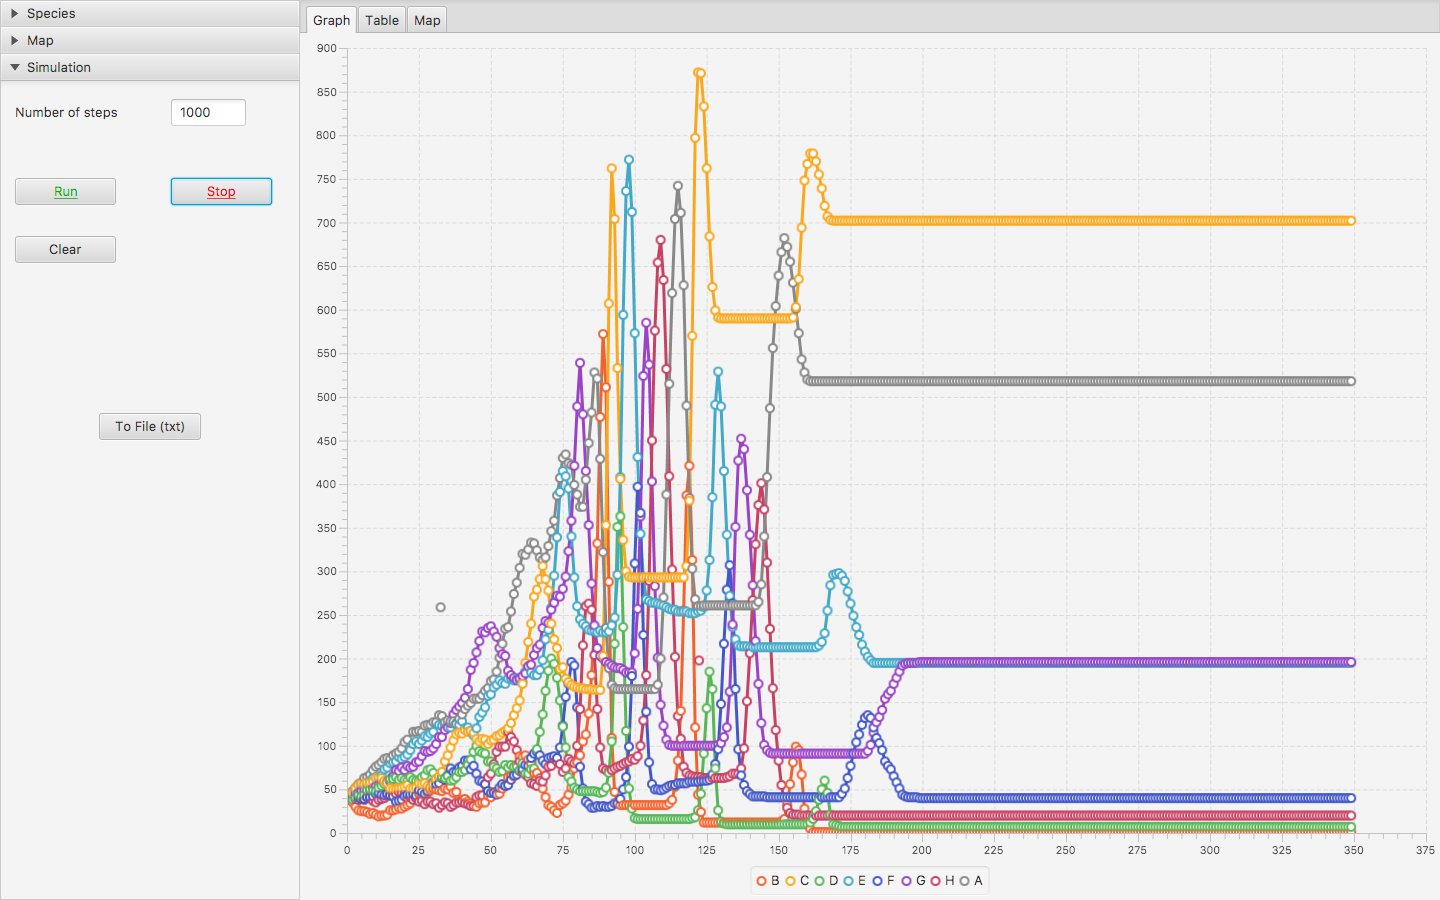 Species
Map
Simulation
Number of steps 1000
Run Stop
Clear
To File (txt)
Graph Table Map
900
850
800
750
700
650
600
550
500
450
400
350
300
250
200
150
100
50
0
0 25 50 75 100 125 150 175 200 225 250 275 300 325 350 375
B C D E F G H A